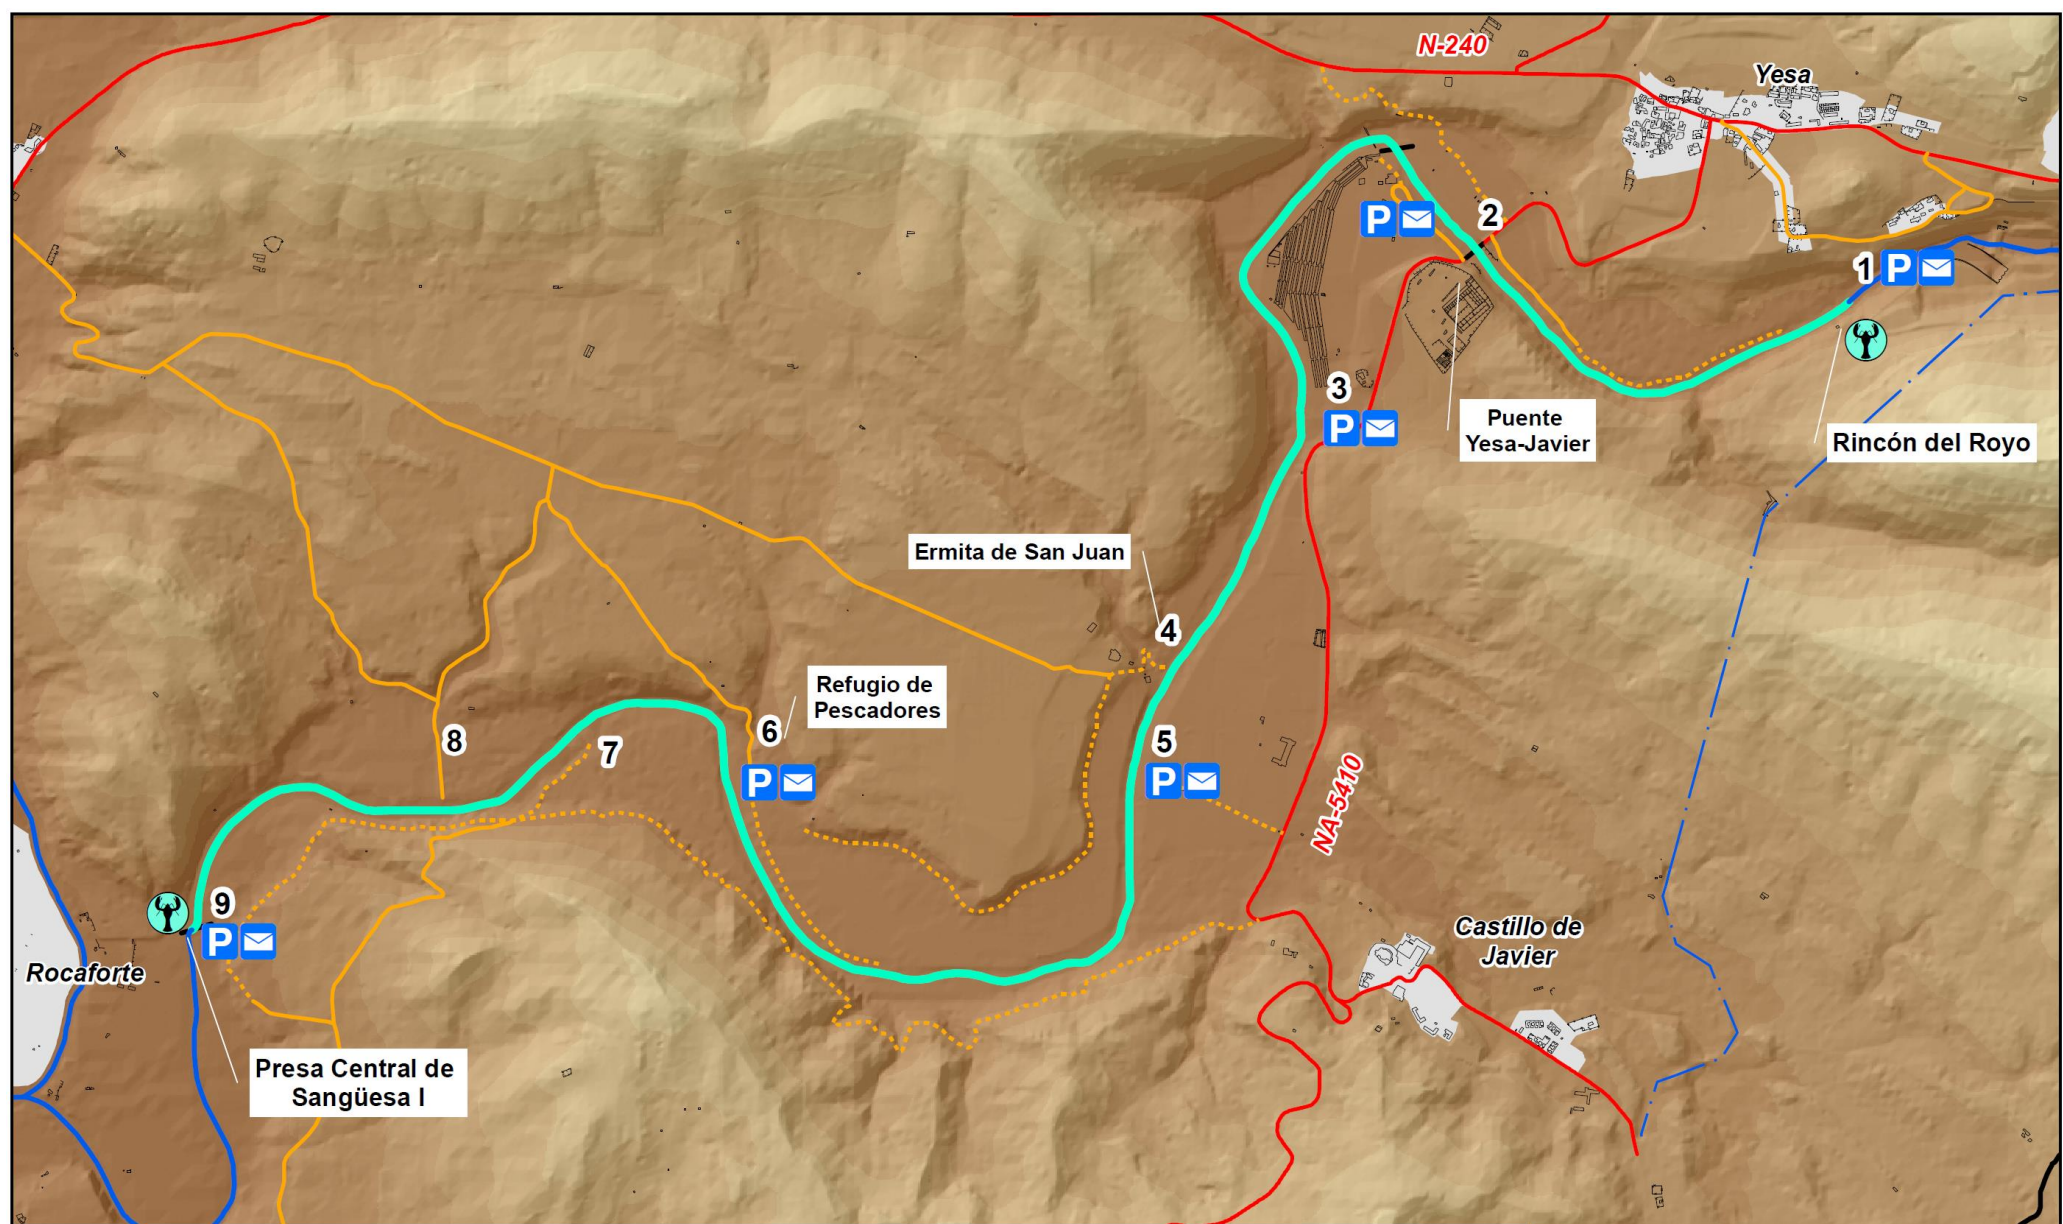 N-240
Yesa
2
P
1
P
3
P
Puente
Yesa-Javier
Rincón del Royo
Ermita de San Juan
4
Refugio de
Pescadores
6
P
5
P
7
8
NA-5410
9
P
Castillo de
Javier
Rocaforte
Presa Central de
Sangüesa I